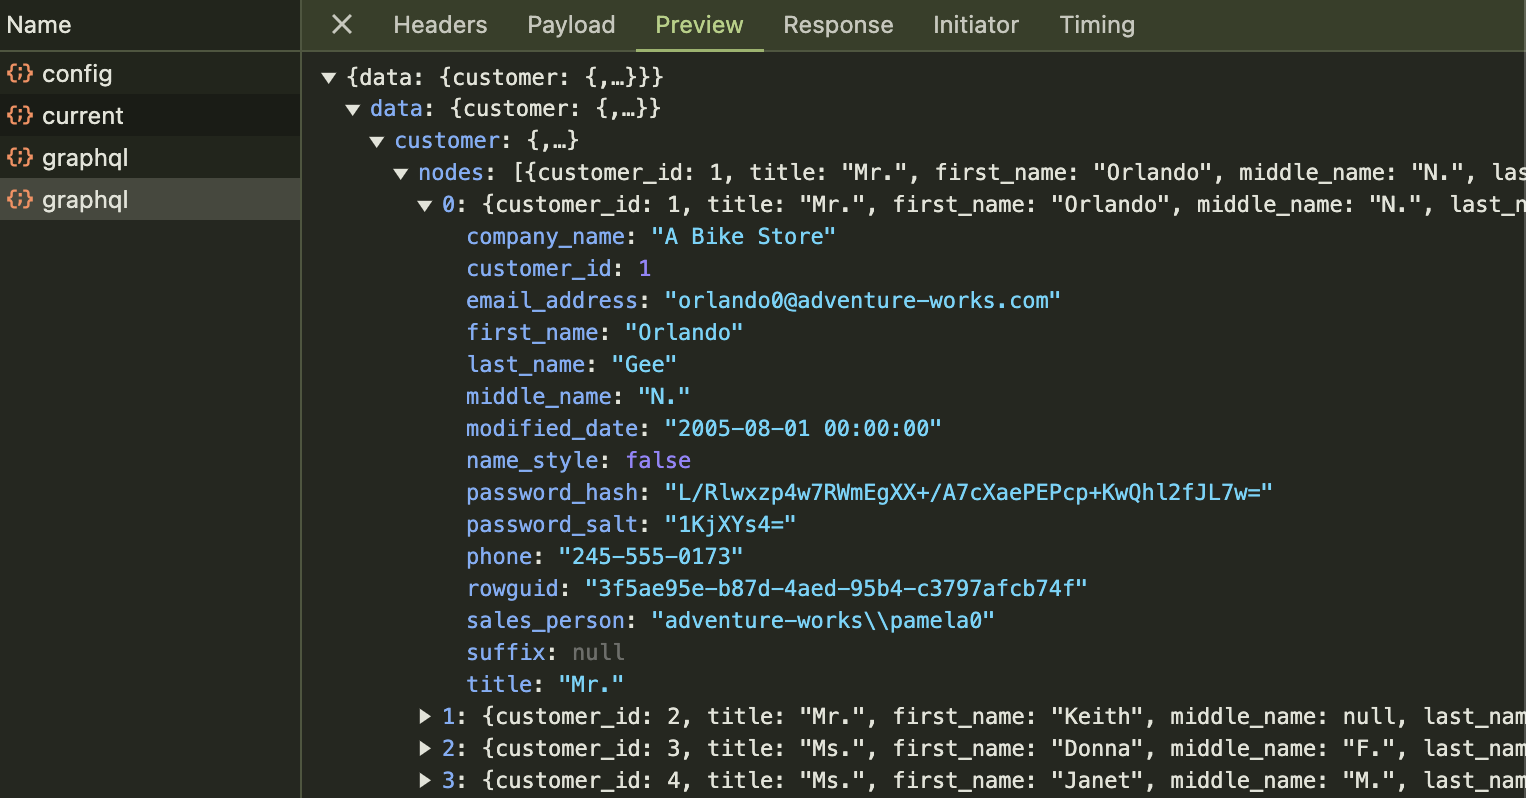 Name
Headers Payload Preview Response Initiator Timing
config
current
graphql
graphql
{data: {customer: {,…}}}
data: {customer: {,…}}
customer: {,…}
nodes: [{customer_id: 1, title: "Mr.", first_name: "Orlando", middle_name: "N.", las
0: {customer_id: 1, title: "Mr.", first_name: "Orlando", middle_name: "N.", last_n
company_name: "A Bike Store"
customer_id: 1
email_address: "orlando0@adventure-works.com"
first_name: "Orlando"
last_name: "Gee"
middle_name: "N."
modified_date: "2005-08-01 00:00:00"
name_style: false
password_hash: "L/Rlwxzp4w7RWmEgXX+/A7cXaePEPcp+KwQhl2fJL7w="
password_salt: "1KjXYs4="
phone: "245-555-0173"
rowguid: "3f5ae95e-b87d-4aed-95b4-c3797afcb74f"
sales_person: "adventure-works\\pamela0"
suffix: null
title: "Mr."
1: {customer_id: 2, title: "Mr.", first_name: "Keith", middle_name: null, last_nam
2: {customer_id: 3, title: "Ms.", first_name: "Donna", middle_name: "F.", last_nam
3: {customer_id: 4, title: "Ms.", first_name: "Janet", middle_name: "M.", last_nam